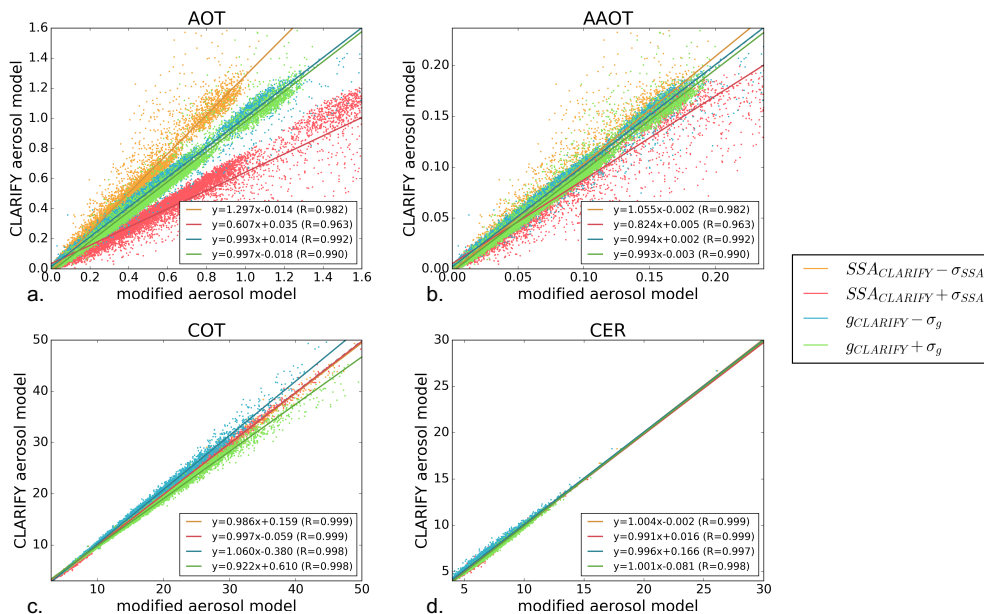 AOT
CLARIFY aerosol model
1.6
1.4
1.2
1.0
0.8
0.6
0.4
0.2
0.0
y=1.297x-0.014 (R=0.982)
y=0.607x+0.035 (R=0.963)
y=0.993x+0.014 (R=0.992)
y=0.997x-0.018 (R=0.990)
0.0 0.2 0.4 0.6 0.8 1.0 1.2 1.4 1.6
modified aerosol model
a.
AAOT
CLARIFY aerosol model
0.20
0.15
0.10
0.05
0.00
y=1.055x-0.002 (R=0.982)
y=0.824x+0.005 (R=0.963)
y=0.994x+0.002 (R=0.992)
y=0.993x-0.003 (R=0.990)
0.00 0.05 0.10 0.15 0.20
modified aerosol model
b.
SSA_CLARIFY − σ_SSA
SSA_CLARIFY + σ_SSA
g_CLARIFY − σ_g
g_CLARIFY + σ_g
COT
CLARIFY aerosol model
50
40
30
20
10
y=0.986x+0.159 (R=0.999)
y=0.997x-0.059 (R=0.999)
y=1.060x-0.380 (R=0.998)
y=0.922x+0.610 (R=0.998)
10 20 30 40 50
modified aerosol model
c.
CER
CLARIFY aerosol model
30
25
20
15
10
5
y=1.004x-0.002 (R=0.999)
y=0.991x+0.016 (R=0.999)
y=0.996x+0.166 (R=0.997)
y=1.001x-0.081 (R=0.998)
5 10 15 20 25 30
modified aerosol model
d.